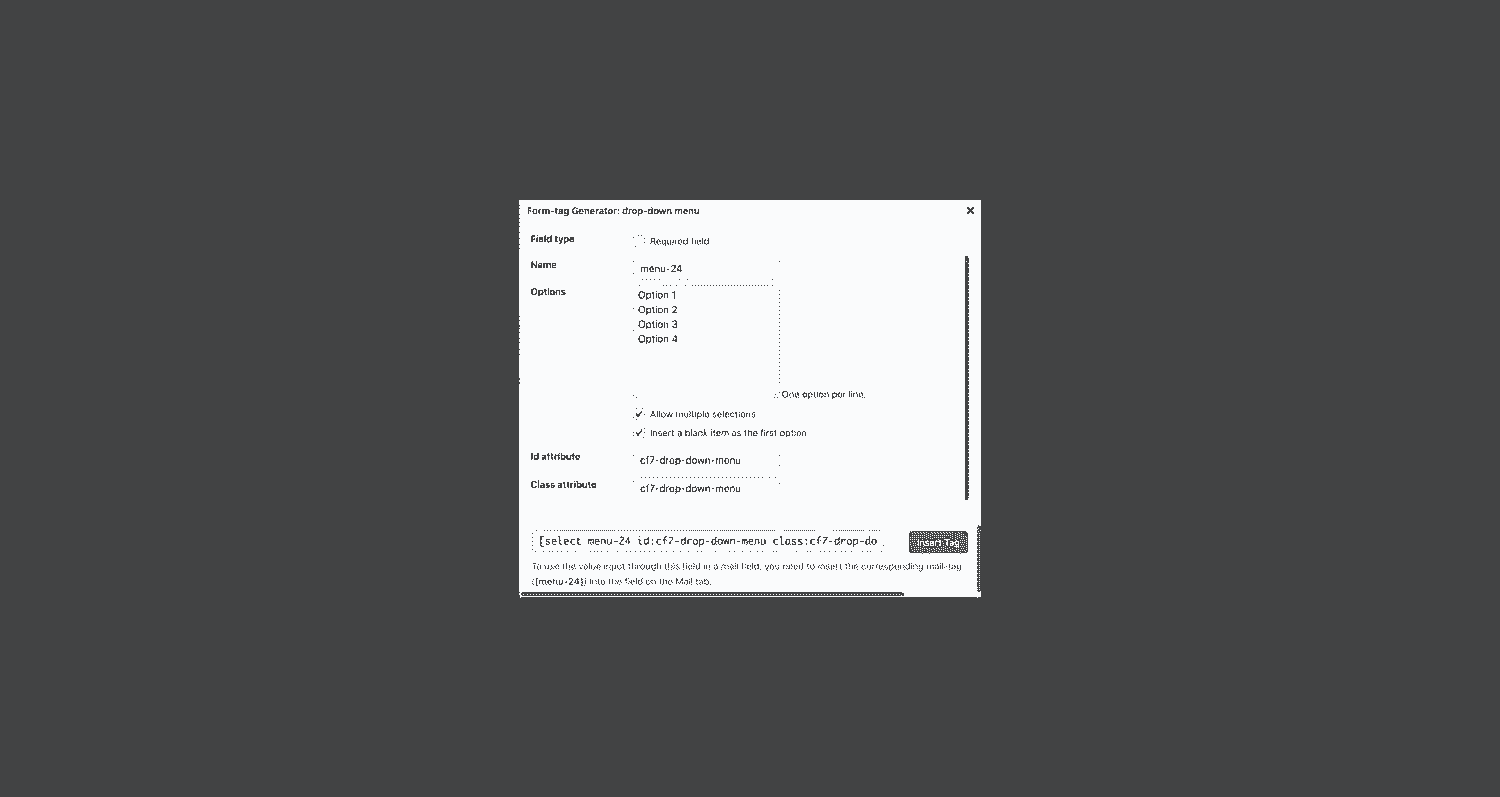 Form-tag Generator: drop-down menu
Field type
Required field
Name
menu-24
Options
Option 1
Option 2
Option 3
Option 4
One option per line.
Allow multiple selections
Insert a blank item as the first option
Id attribute
cf7-drop-down-menu
Class attribute
cf7-drop-down-menu
[select menu-24 id:cf7-drop-down-menu class:cf7-drop-do
Insert Tag
To use the value input through this field in a mail field, you need to insert the corresponding mail-tag
([menu-24]) into the field on the Mail tab.